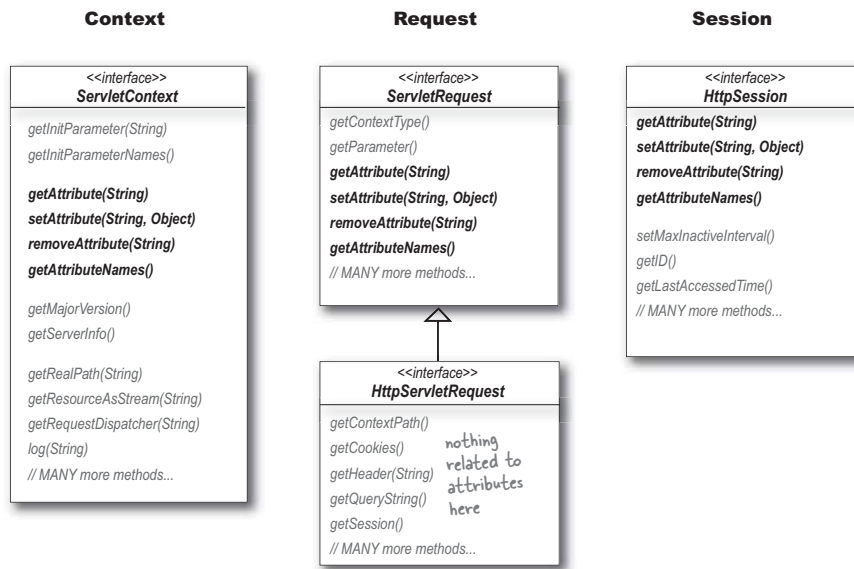 Context
<<interface>>
ServletContext
getInitParameter(String)
getInitParameterNames()
getAttribute(String)
setAttribute(String, Object)
removeAttribute(String)
getAttributeNames()
getMajorVersion()
getServerInfo()
getRealPath(String)
getResourceAsStream(String)
getRequestDispatcher(String)
log(String)
// MANY more methods...
Request
<<interface>>
ServletRequest
getContextType()
getParameter()
getAttribute(String)
setAttribute(String, Object)
removeAttribute(String)
getAttributeNames()
// MANY more methods...
<<interface>>
HttpServletRequest
getContextPath()
getCookies()
getHeader(String)
getQueryString()
getSession()
// MANY more methods...
nothing
related to
attributes
here
Session
<<interface>>
HttpSession
getAttribute(String)
setAttribute(String, Object)
removeAttribute(String)
getAttributeNames()
setMaxInactiveInterval()
getID()
getLastAccessedTime()
// MANY more methods...